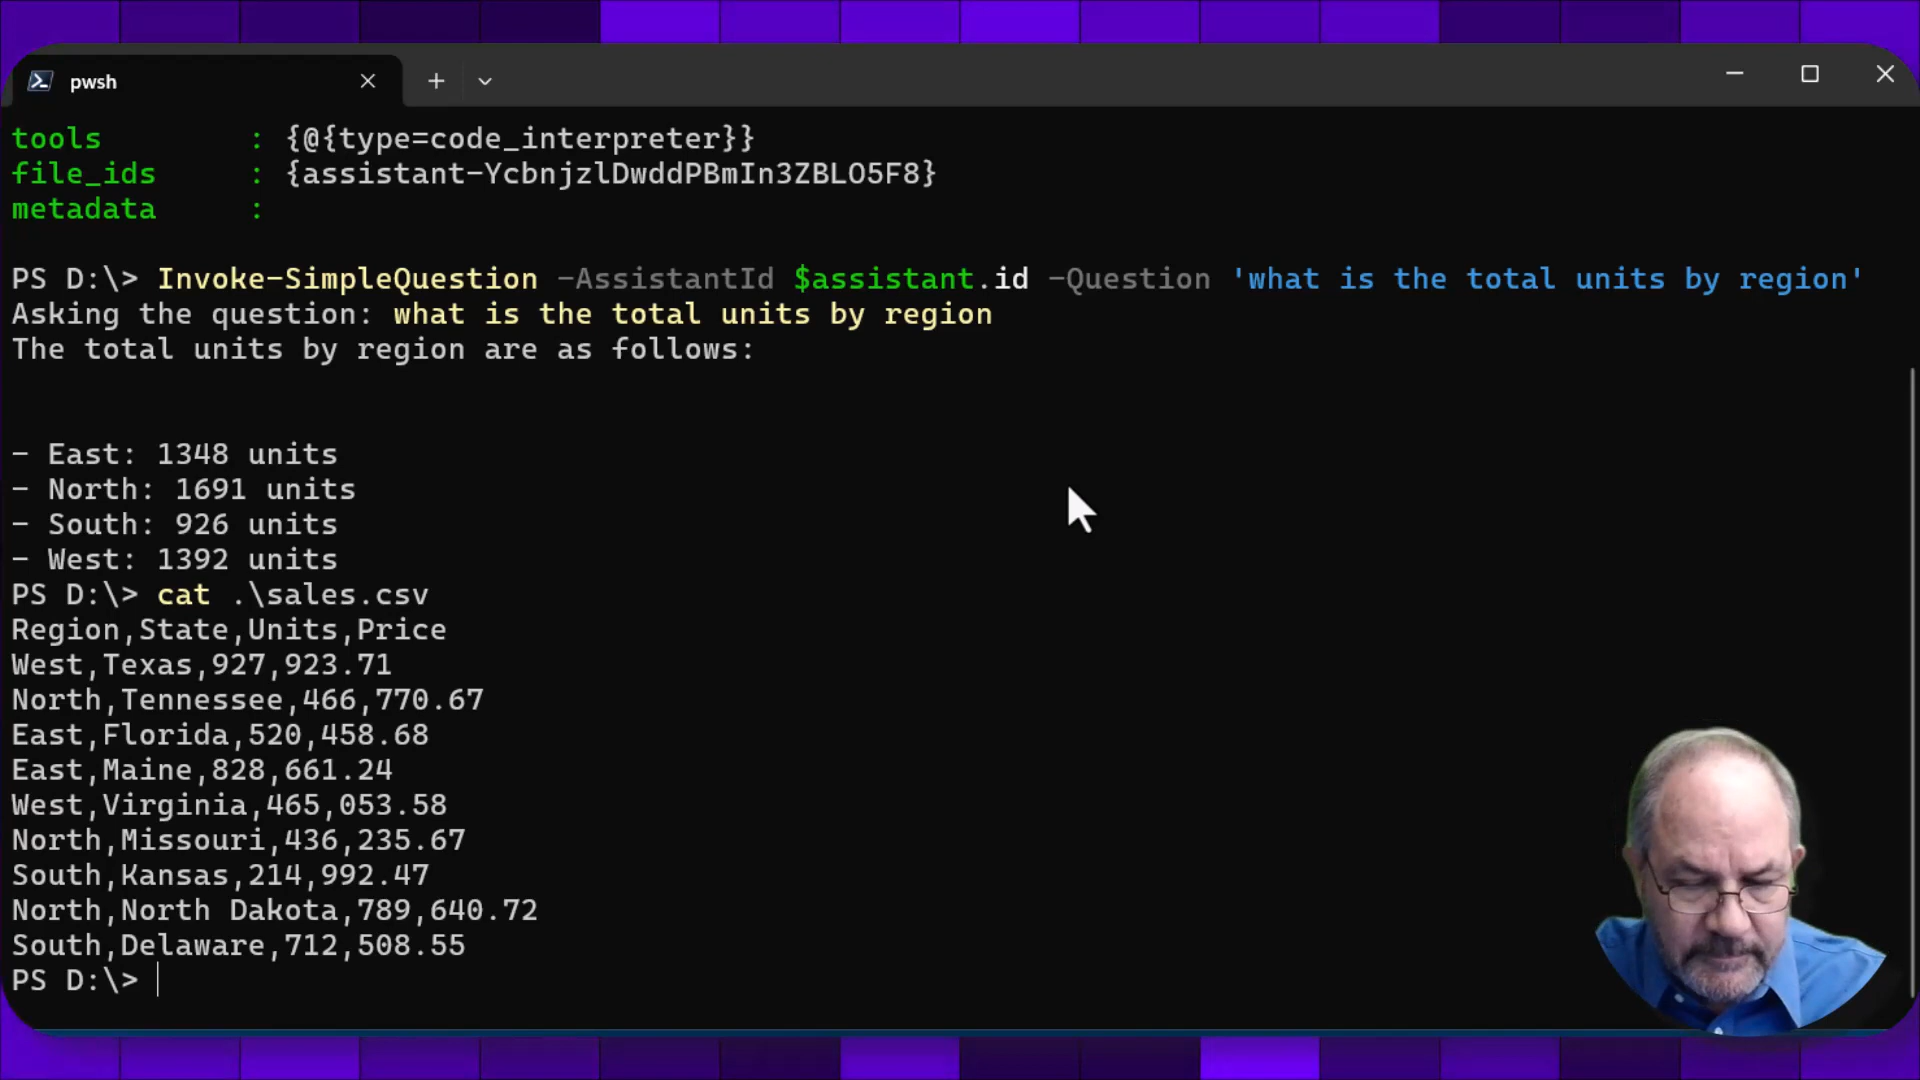 pwsh
tools : {@{type=code_interpreter}}
file_ids : {assistant-YcbnjzlDwddPBmIn3ZBLO5F8}
metadata :
PS D:\> Invoke-SimpleQuestion -AssistantId $assistant.id -Question 'what is the total units by region'
Asking the question: what is the total units by region
The total units by region are as follows:
- East: 1348 units
- North: 1691 units
- South: 926 units
- West: 1392 units
PS D:\> cat .\sales.csv
Region,State,Units,Price
West,Texas,927,923.71
North,Tennessee,466,770.67
East,Florida,520,458.68
East,Maine,828,661.24
West,Virginia,465,053.58
North,Missouri,436,235.67
South,Kansas,214,992.47
North,North Dakota,789,640.72
South,Delaware,712,508.55
PS D:\>